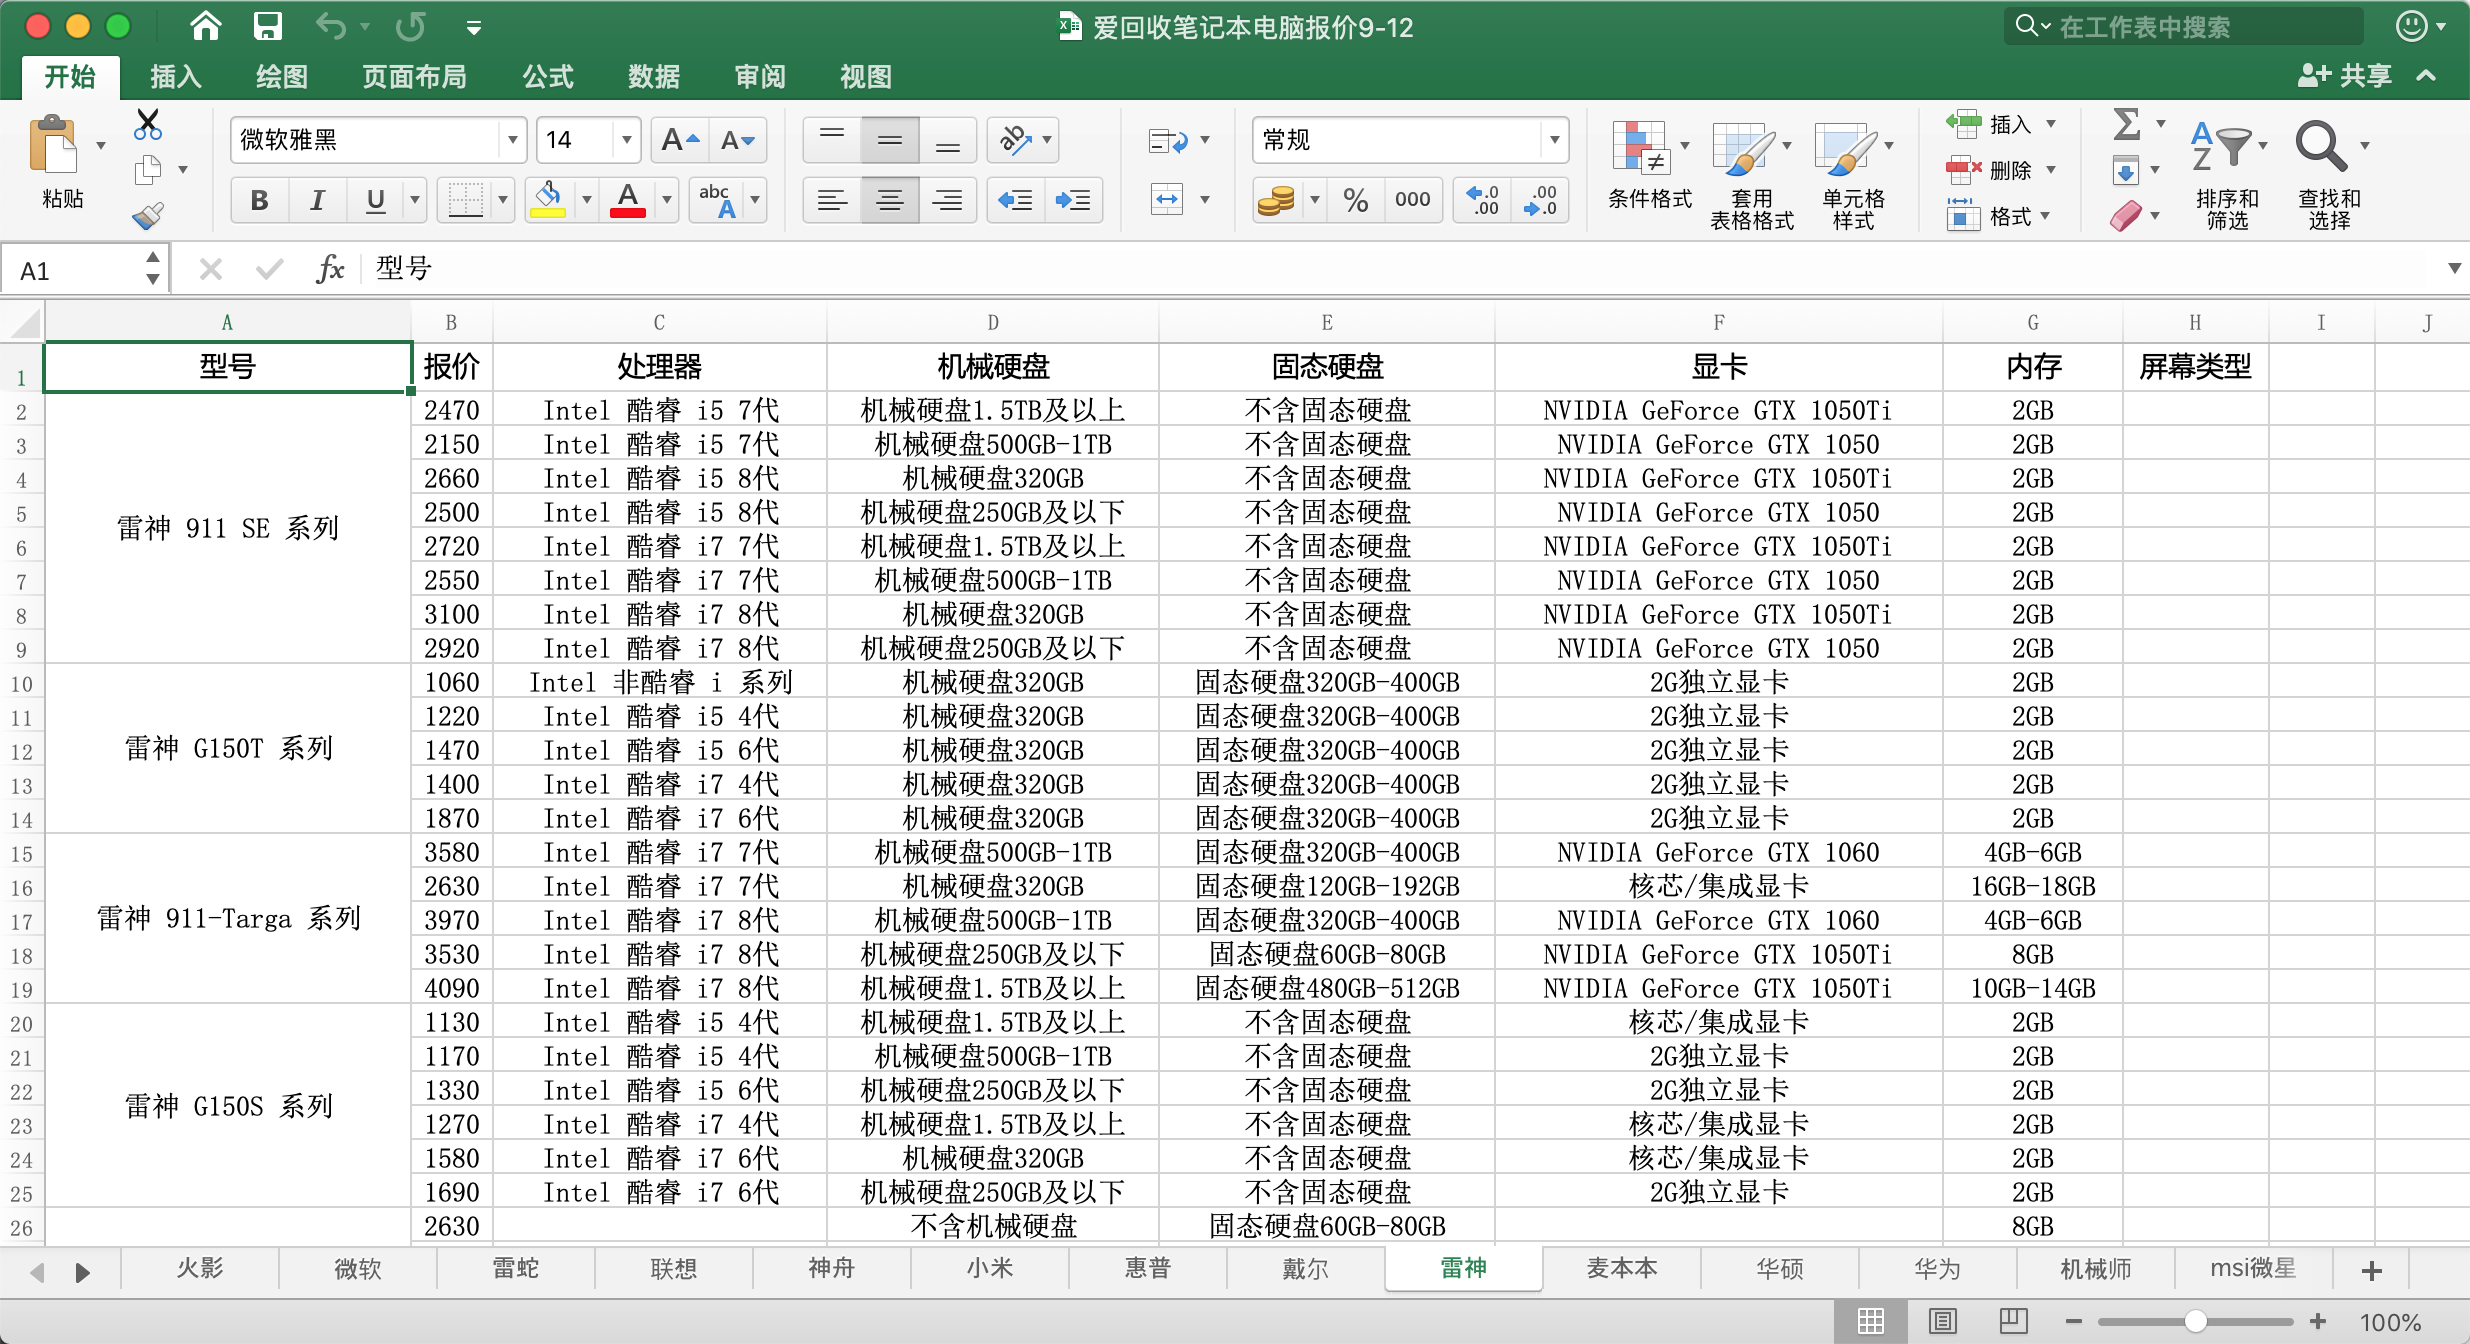 爱回收笔记本电脑报价9-12
在工作表中搜索
开始 插入 绘图 页面布局 公式 数据 审阅 视图 共享
粘贴
微软雅黑 14 A A
B I U A abc A
ab
常规
% 000 .0 .00 .00 .0
条件格式
套用
表格格式
单元格
样式
插入
删除
格式
Σ
A Z
排序和
筛选
查找和
选择
A1 fx 型号
A B C D E F G H I J
1 型号 报价 处理器 机械硬盘 固态硬盘 显卡 内存 屏幕类型
2 2470 Intel 酷睿 i5 7代 机械硬盘1.5TB及以上 不含固态硬盘 NVIDIA GeForce GTX 1050Ti 2GB
3 2150 Intel 酷睿 i5 7代 机械硬盘500GB-1TB 不含固态硬盘 NVIDIA GeForce GTX 1050 2GB
4 2660 Intel 酷睿 i5 8代 机械硬盘320GB 不含固态硬盘 NVIDIA GeForce GTX 1050Ti 2GB
5 2500 Intel 酷睿 i5 8代 机械硬盘250GB及以下 不含固态硬盘 NVIDIA GeForce GTX 1050 2GB
雷神 911 SE 系列
6 2720 Intel 酷睿 i7 7代 机械硬盘1.5TB及以上 不含固态硬盘 NVIDIA GeForce GTX 1050Ti 2GB
7 2550 Intel 酷睿 i7 7代 机械硬盘500GB-1TB 不含固态硬盘 NVIDIA GeForce GTX 1050 2GB
8 3100 Intel 酷睿 i7 8代 机械硬盘320GB 不含固态硬盘 NVIDIA GeForce GTX 1050Ti 2GB
9 2920 Intel 酷睿 i7 8代 机械硬盘250GB及以下 不含固态硬盘 NVIDIA GeForce GTX 1050 2GB
10 1060 Intel 非酷睿 i 系列 机械硬盘320GB 固态硬盘320GB-400GB 2G独立显卡 2GB
11 1220 Intel 酷睿 i5 4代 机械硬盘320GB 固态硬盘320GB-400GB 2G独立显卡 2GB
12 雷神 G150T 系列 1470 Intel 酷睿 i5 6代 机械硬盘320GB 固态硬盘320GB-400GB 2G独立显卡 2GB
13 1400 Intel 酷睿 i7 4代 机械硬盘320GB 固态硬盘320GB-400GB 2G独立显卡 2GB
14 1870 Intel 酷睿 i7 6代 机械硬盘320GB 固态硬盘320GB-400GB 2G独立显卡 2GB
15 3580 Intel 酷睿 i7 7代 机械硬盘500GB-1TB 固态硬盘320GB-400GB NVIDIA GeForce GTX 1060 4GB-6GB
16 2630 Intel 酷睿 i7 7代 机械硬盘320GB 固态硬盘120GB-192GB 核芯/集成显卡 16GB-18GB
17 雷神 911-Targa 系列 3970 Intel 酷睿 i7 8代 机械硬盘500GB-1TB 固态硬盘320GB-400GB NVIDIA GeForce GTX 1060 4GB-6GB
18 3530 Intel 酷睿 i7 8代 机械硬盘250GB及以下 固态硬盘60GB-80GB NVIDIA GeForce GTX 1050Ti 8GB
19 4090 Intel 酷睿 i7 8代 机械硬盘1.5TB及以上 固态硬盘480GB-512GB NVIDIA GeForce GTX 1050Ti 10GB-14GB
20 1130 Intel 酷睿 i5 4代 机械硬盘1.5TB及以上 不含固态硬盘 核芯/集成显卡 2GB
21 1170 Intel 酷睿 i5 4代 机械硬盘500GB-1TB 不含固态硬盘 2G独立显卡 2GB
22 1330 Intel 酷睿 i5 6代 机械硬盘250GB及以下 不含固态硬盘 2G独立显卡 2GB
雷神 G150S 系列
23 1270 Intel 酷睿 i7 4代 机械硬盘1.5TB及以上 不含固态硬盘 核芯/集成显卡 2GB
24 1580 Intel 酷睿 i7 6代 机械硬盘320GB 不含固态硬盘 核芯/集成显卡 2GB
25 1690 Intel 酷睿 i7 6代 机械硬盘250GB及以下 不含固态硬盘 2G独立显卡 2GB
26 2630 不含机械硬盘 固态硬盘60GB-80GB 8GB
火影 微软 雷蛇 联想 神舟 小米 惠普 戴尔 雷神 麦本本 华硕 华为 机械师 msi微星
100%